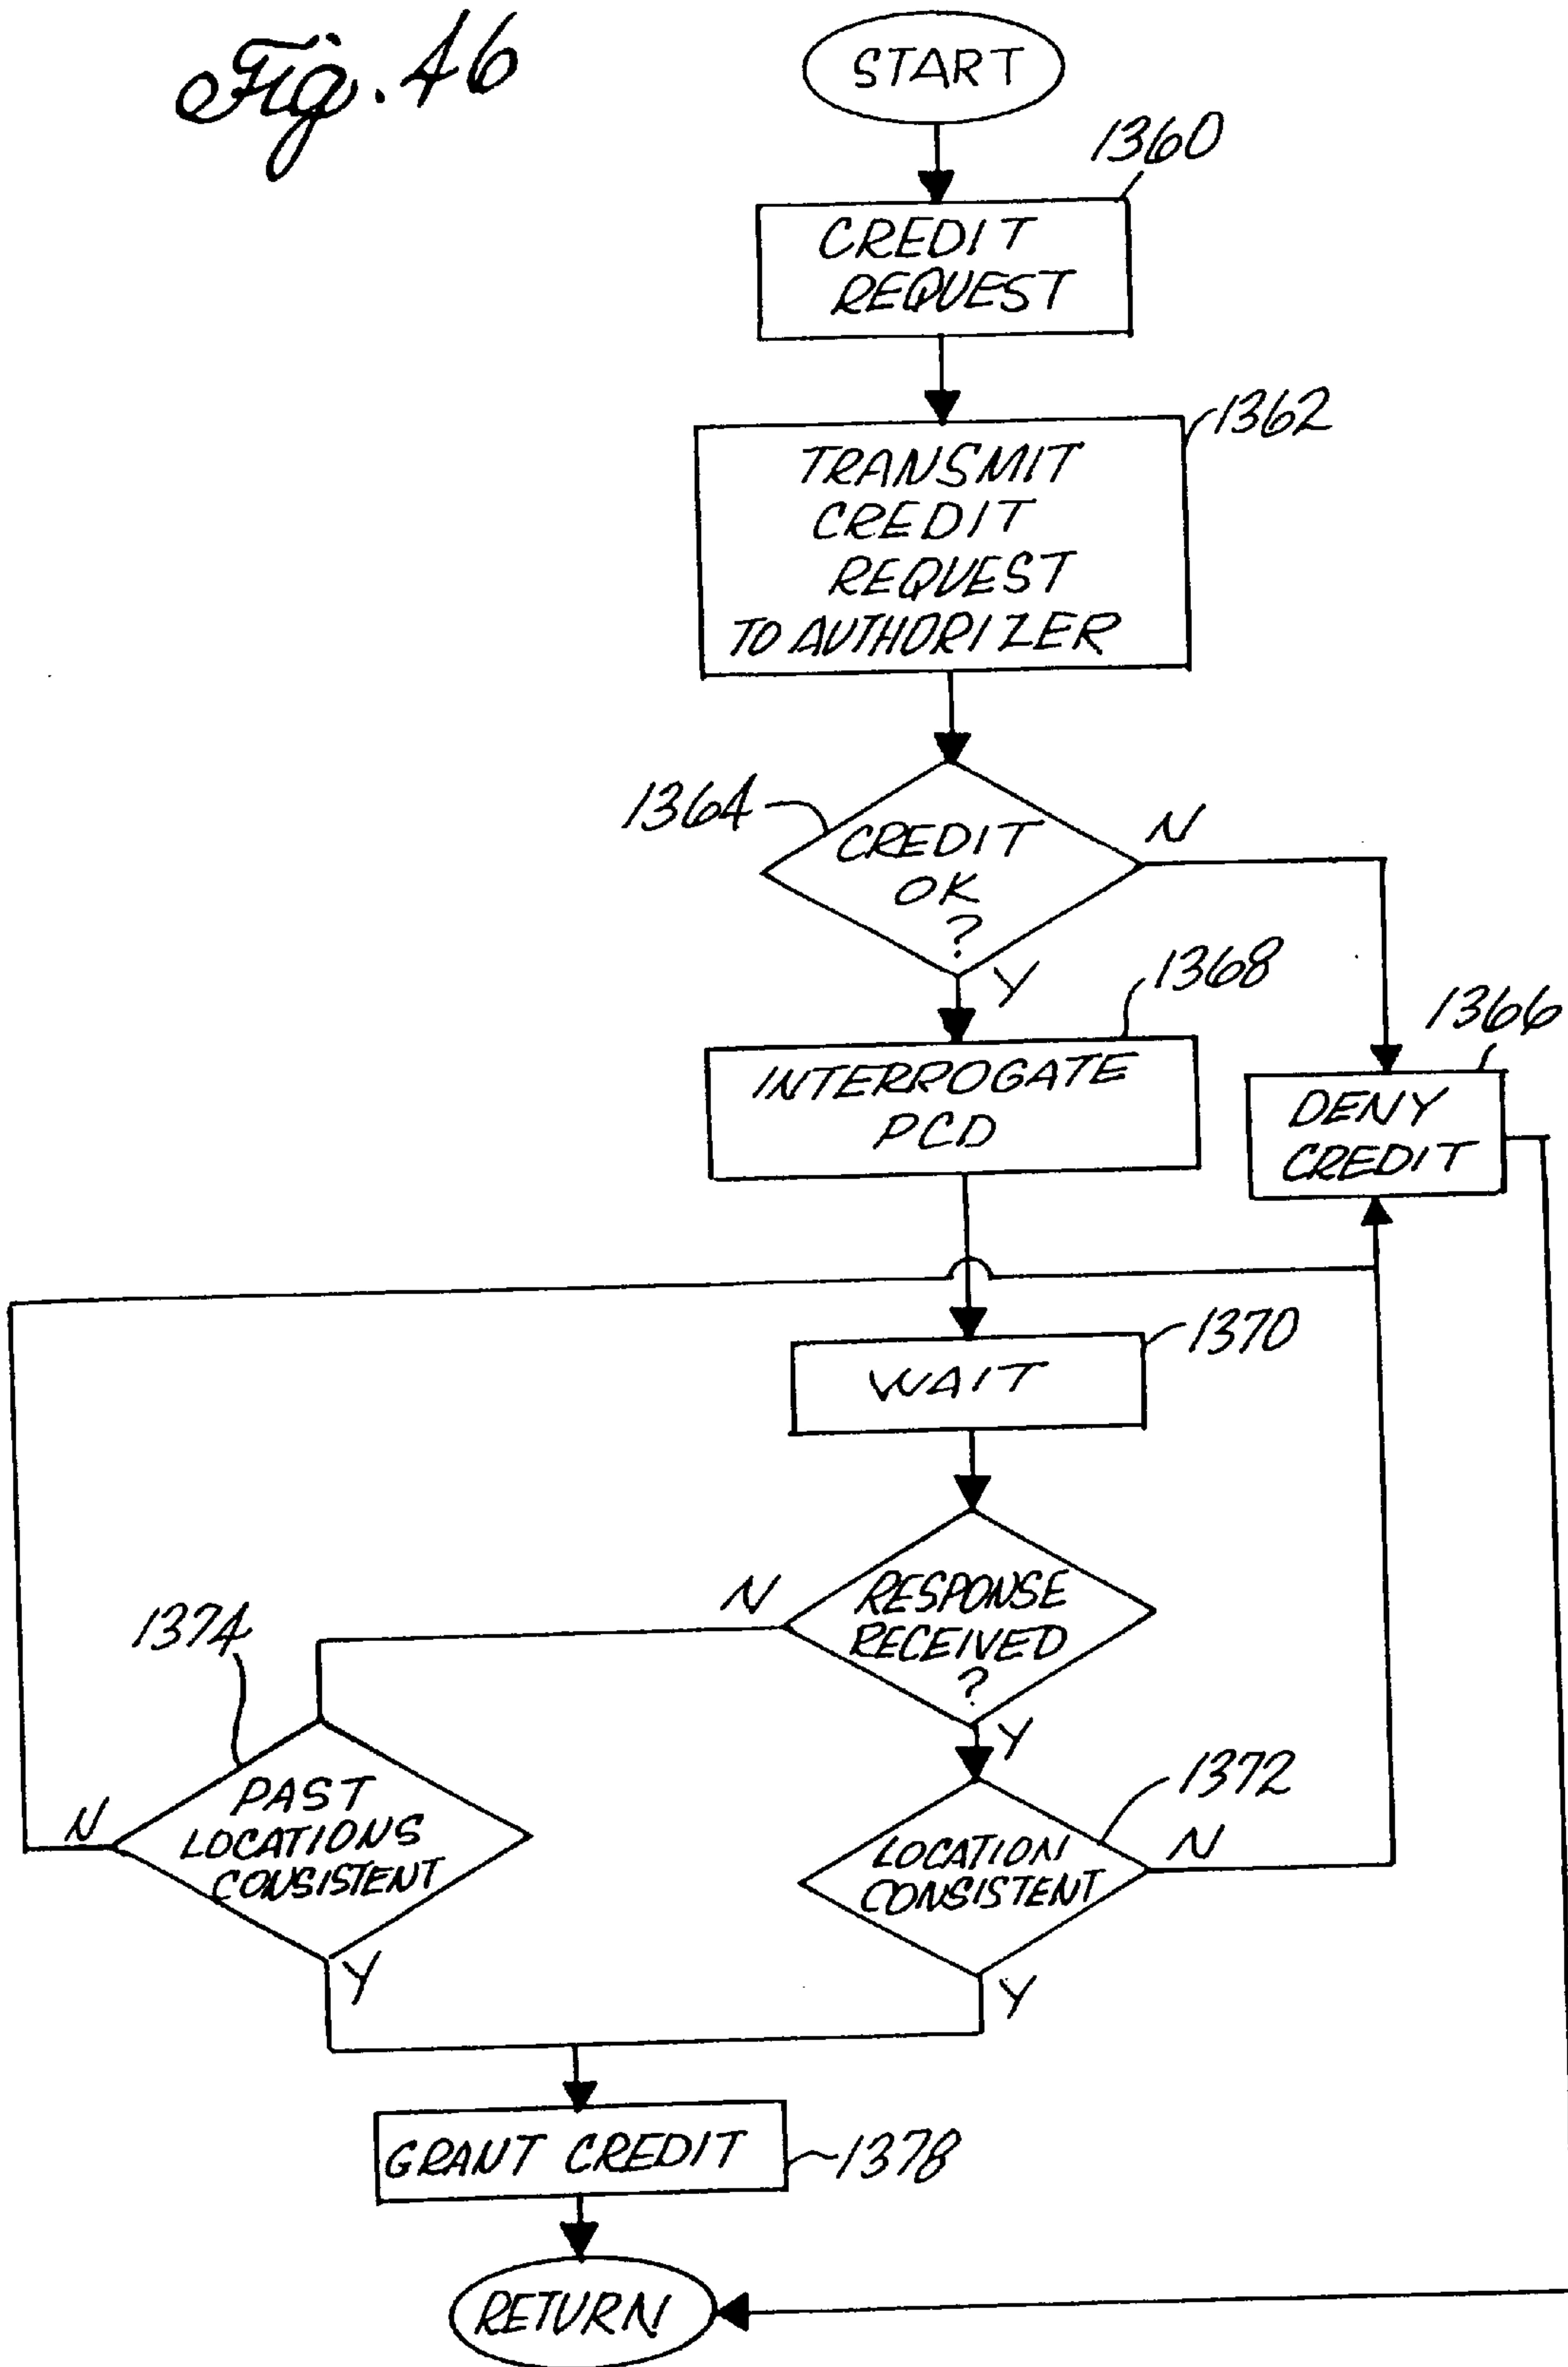 Fig. 46
START
1360
CREDIT
REQUEST
1362
TRANSMIT
CREDIT
REQUEST
TO AUTHORIZER
1364
CREDIT
OK
?
N
Y
1368
INTERROGATE
PCD
1366
DENY
CREDIT
1370
WAIT
RESPONSE
RECEIVED
?
N
Y
1374
PAST
LOCATIONS
CONSISTENT
N
Y
1372
LOCATION
CONSISTENT
N
Y
GRANT CREDIT
1378
RETURN